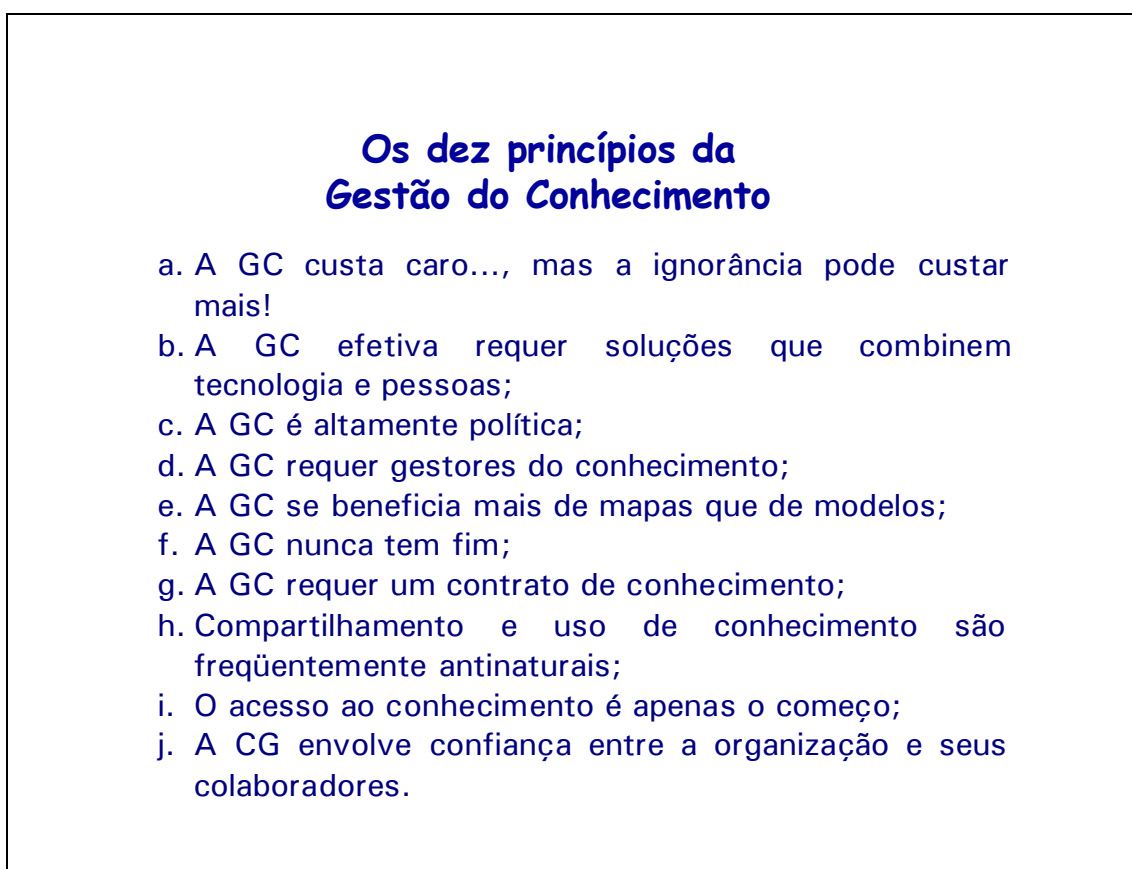 Os dez princípios da
Gestão do Conhecimento
a. A GC custa caro..., mas a ignorância pode custar
mais!
b. A GC efetiva requer soluções que combinem
tecnologia e pessoas;
c. A GC é altamente política;
d. A GC requer gestores do conhecimento;
e. A GC se beneficia mais de mapas que de modelos;
f. A GC nunca tem fim;
g. A GC requer um contrato de conhecimento;
h. Compartilhamento e uso de conhecimento são
freqüentemente antinaturais;
i. O acesso ao conhecimento é apenas o começo;
j. A CG envolve confiança entre a organização e seus
colaboradores.